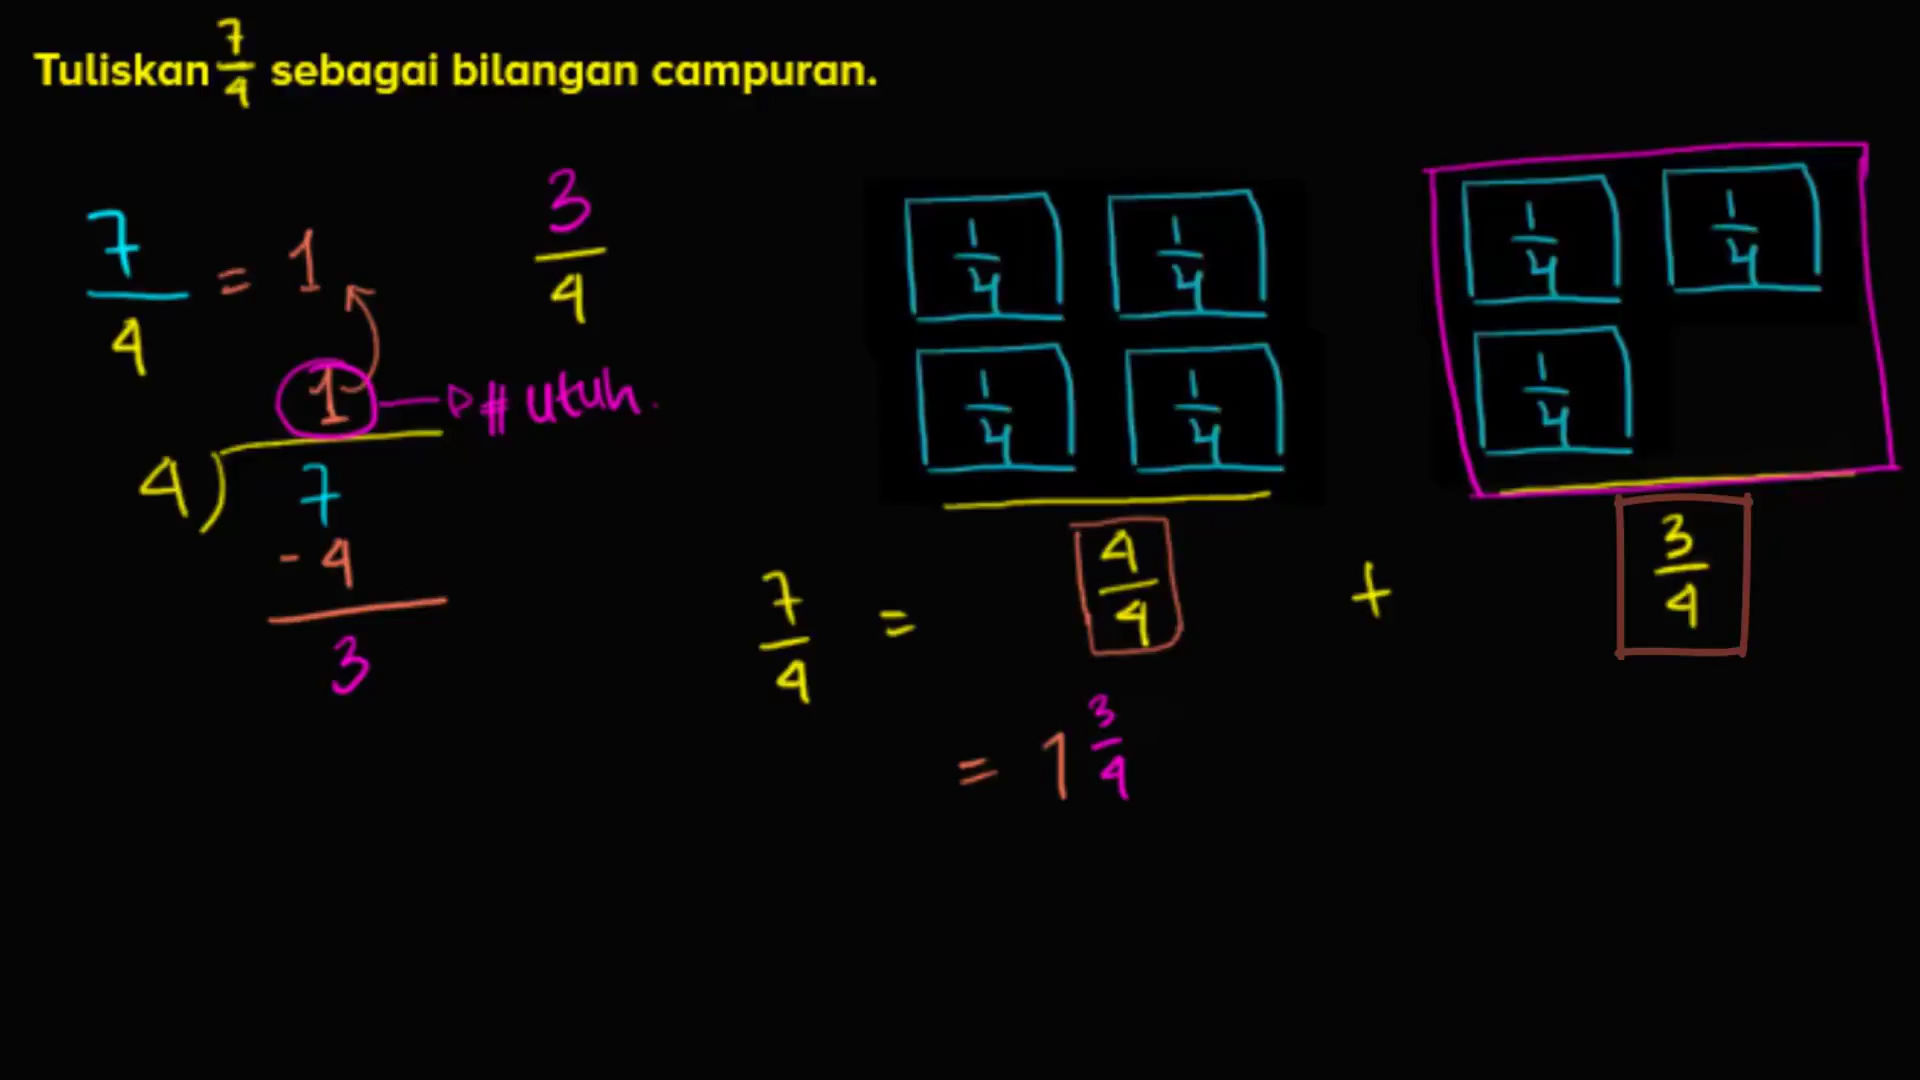 Tuliskan 7/4 sebagai bilangan campuran.
7/4 = 1
3/4
1 → # utuh.
4 ) 7
- 4
3
1/4 1/4
1/4 1/4
1/4 1/4
1/4
7/4 = 4/4 + 3/4
= 1 3/4